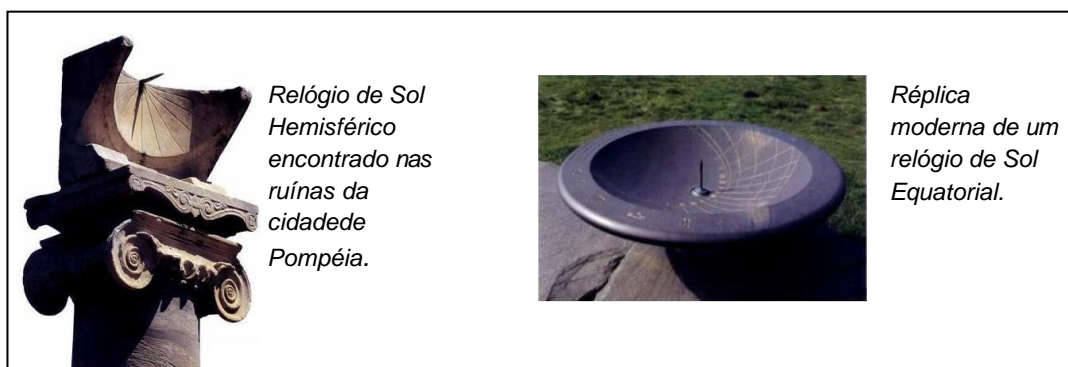 Relógio de Sol
Hemisférico
encontrado nas
ruínas da
cidadede
Pompéia.
Réplica
moderna de um
relógio de Sol
Equatorial.